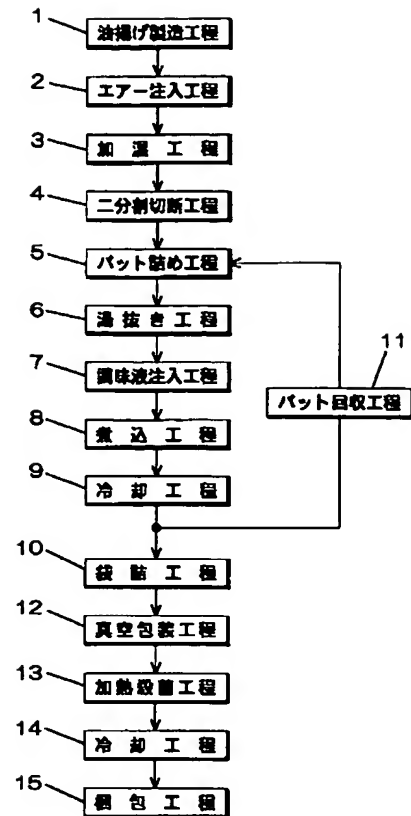 1 油揚げ製造工程
2 エアー注入工程
3 加温工程
4 二分割切断工程
5 バット詰め工程
6 湯抜き工程
7 調味液注入工程
11
8 煮込工程
バット回収工程
9 冷却工程
10 袋詰工程
12 真空包装工程
13 加熱殺菌工程
14 冷却工程
15 梱包工程